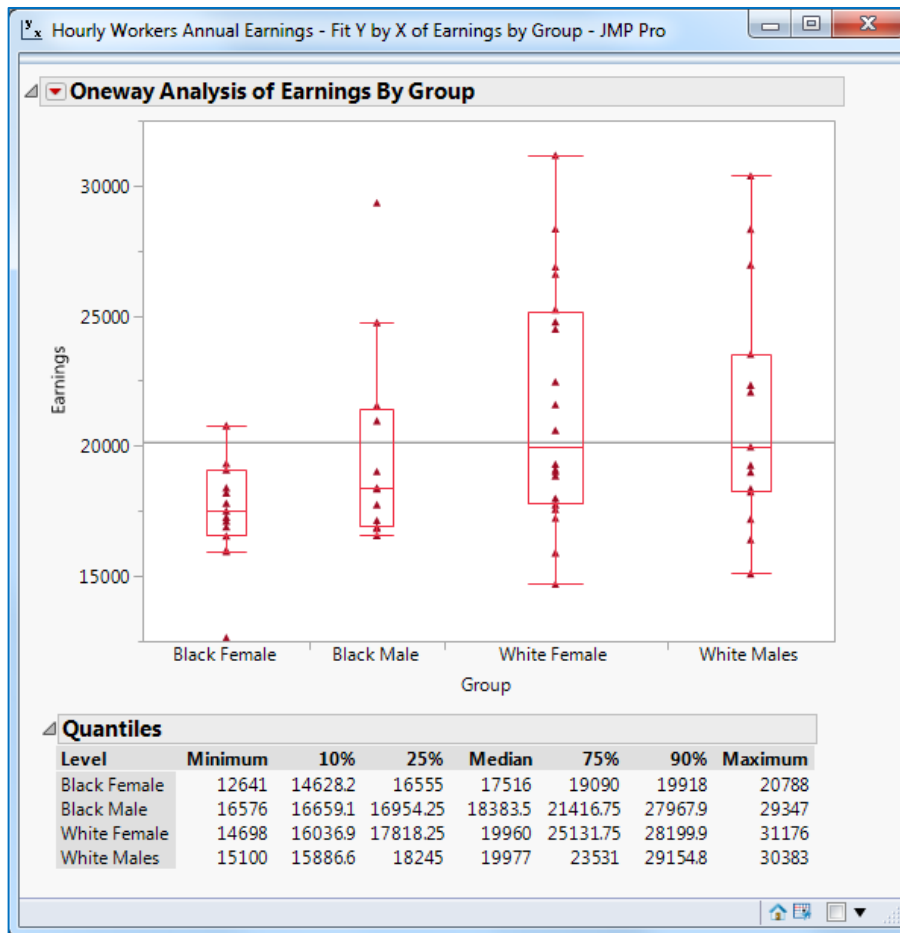 Hourly Workers Annual Earnings - Fit Y by X of Earnings by Group - JMP Pro
Oneway Analysis of Earnings By Group
30000
25000
20000
15000
Earnings
Black Female Black Male White Female White Males
Group
Quantiles
Level Minimum 10% 25% Median 75% 90% Maximum
Black Female 12641 14628.2 16555 17516 19090 19918 20788
Black Male 16576 16659.1 16954.25 18383.5 21416.75 27967.9 29347
White Female 14698 16036.9 17818.25 19960 25131.75 28199.9 31176
White Males 15100 15886.6 18245 19977 23531 29154.8 30383